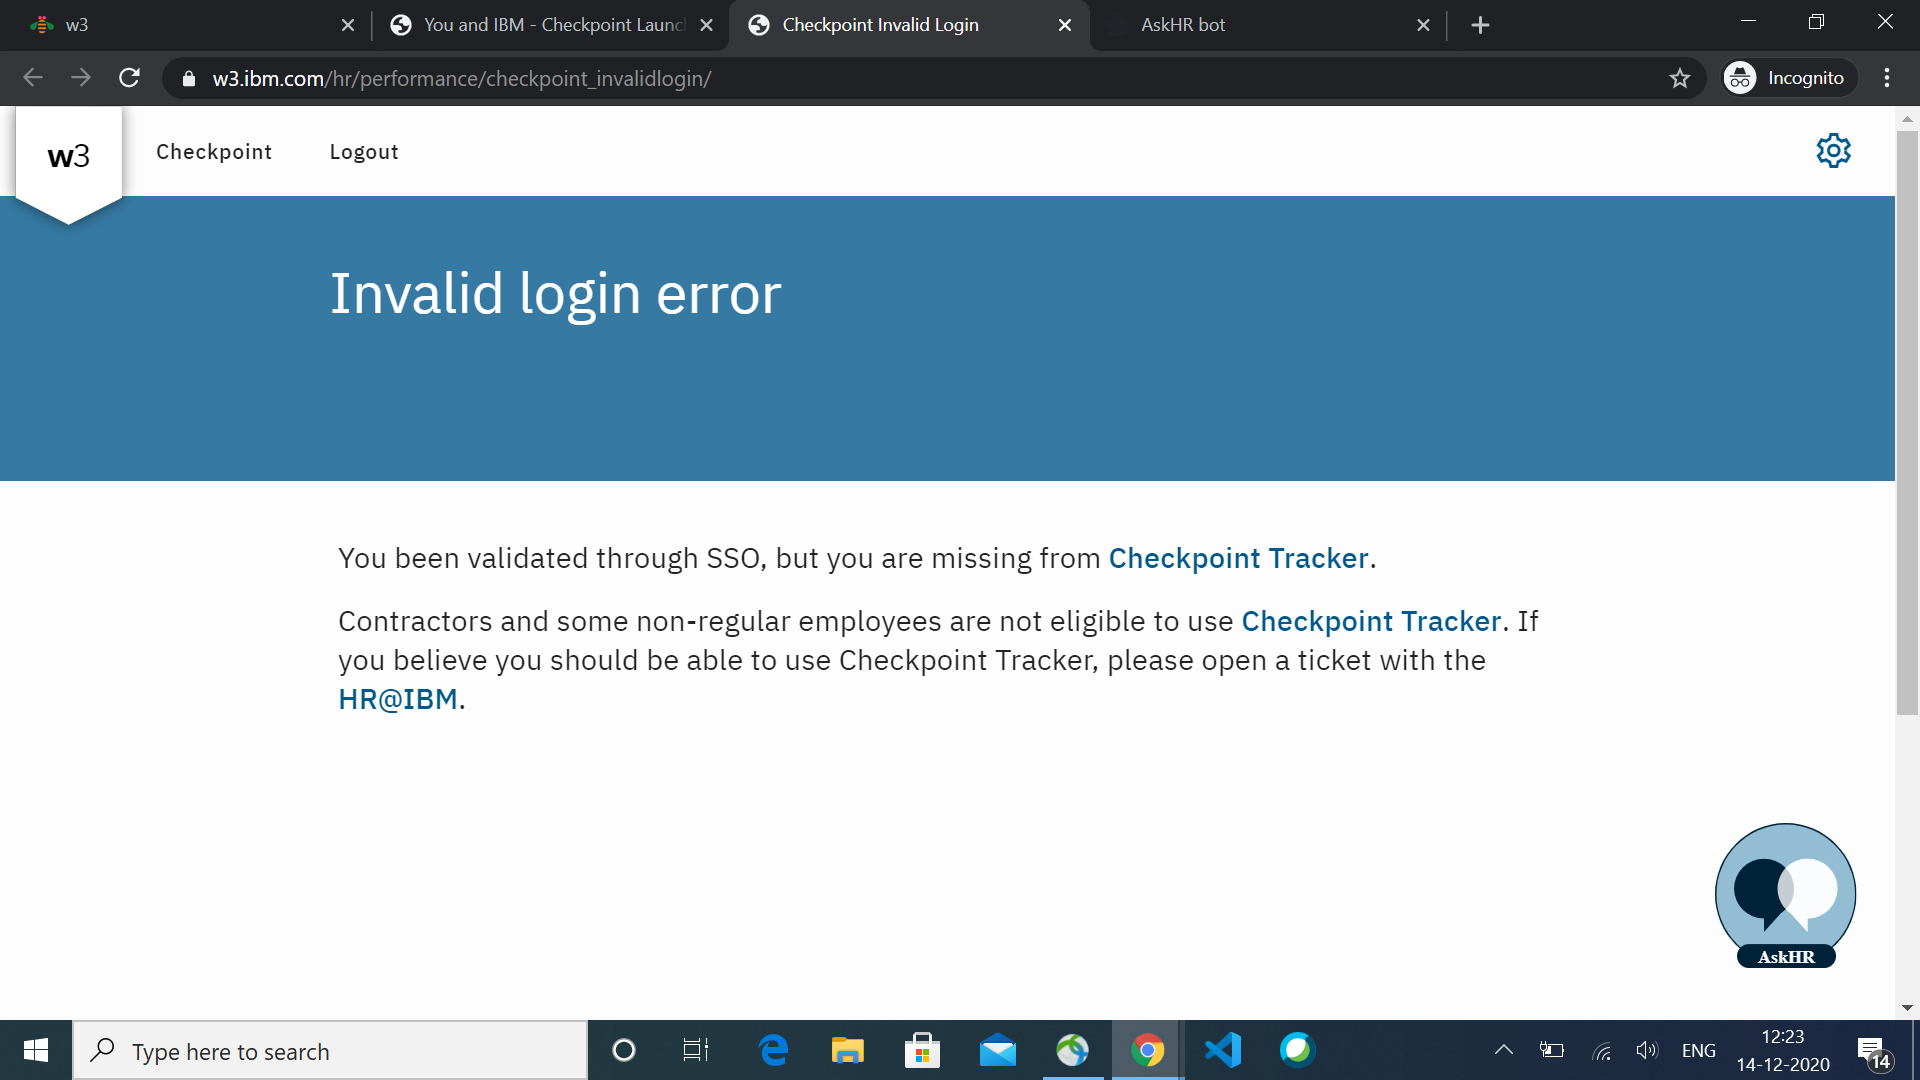 w3
You and IBM - Checkpoint Launc
Checkpoint Invalid Login
AskHR bot
w3.ibm.com/hr/performance/checkpoint_invalidlogin/
Incognito
w3
Checkpoint
Logout
Invalid login error
You been validated through SSO, but you are missing from Checkpoint Tracker.
Contractors and some non-regular employees are not eligible to use Checkpoint Tracker. If
you believe you should be able to use Checkpoint Tracker, please open a ticket with the
HR@IBM.
AskHR
Type here to search
ENG
12:23
14-12-2020
14